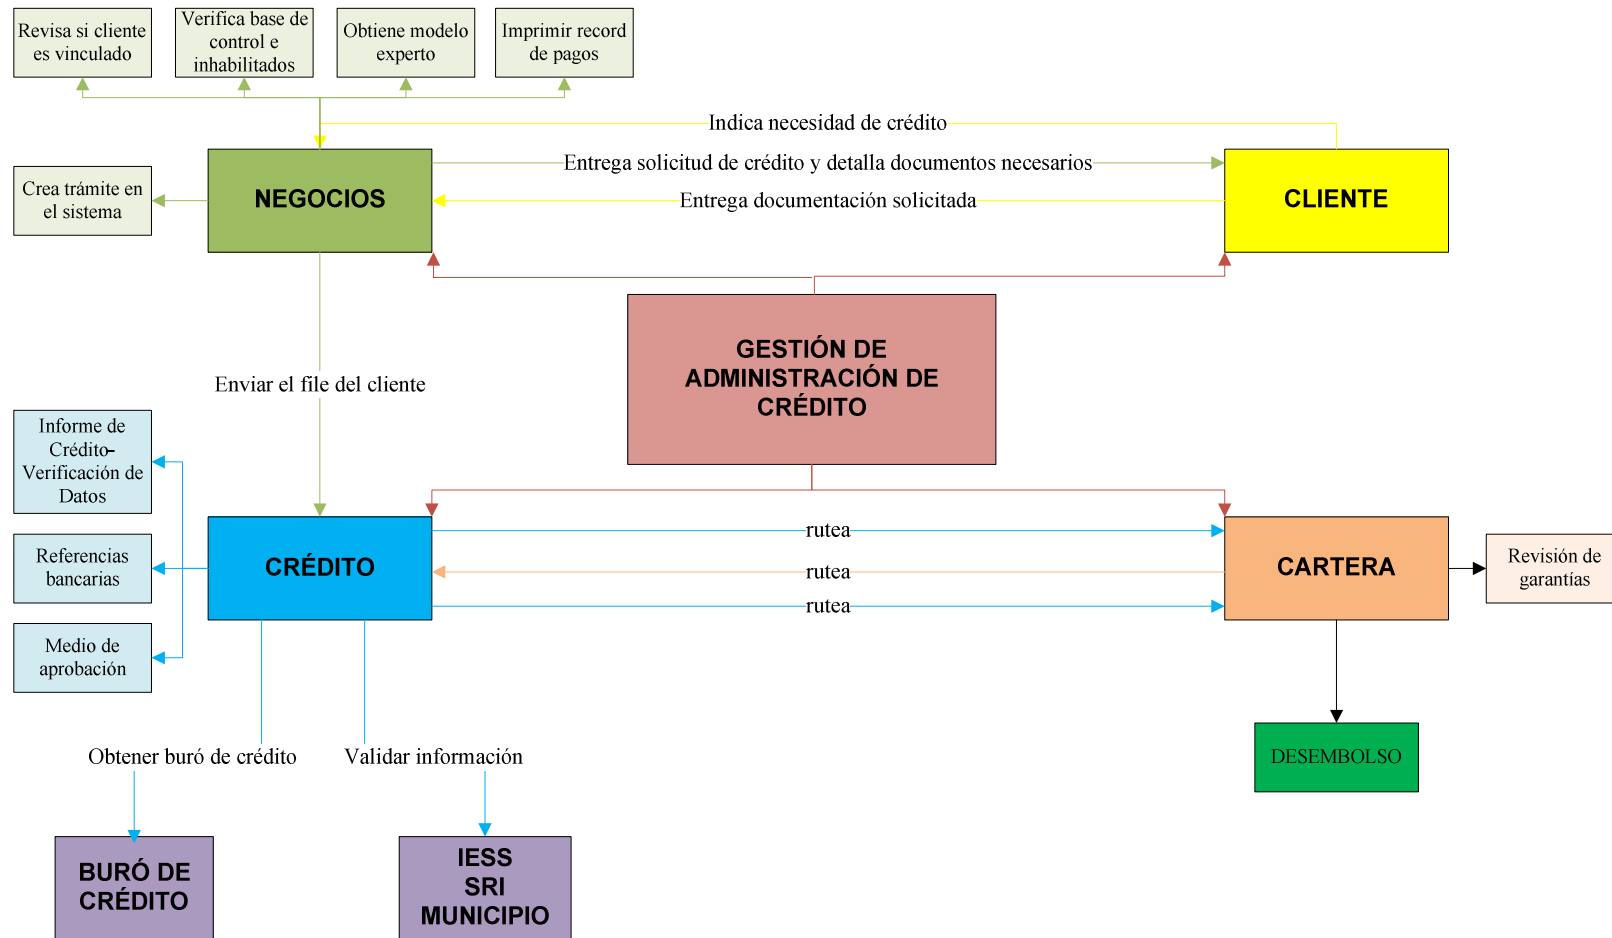 Revisa si cliente
es vinculado
Verifica base de
control e
inhabilitados
Obtiene modelo
experto
Imprimir record
de pagos
Indica necesidad de crédito
Entrega solicitud de crédito y detalla documentos necesarios
Crea trámite en
el sistema
NEGOCIOS
Entrega documentación solicitada
CLIENTE
GESTIÓN DE
ADMINISTRACIÓN DE
CRÉDITO
Enviar el file del cliente
Informe de
Crédito-
Verificación de
Datos
Referencias
bancarias
Medio de
aprobación
CRÉDITO
rutea
rutea
rutea
CARTERA
Revisión de
garantías
Obtener buró de crédito
Validar información
DESEMBOLSO
BURÓ DE
CRÉDITO
IESS
SRI
MUNICIPIO